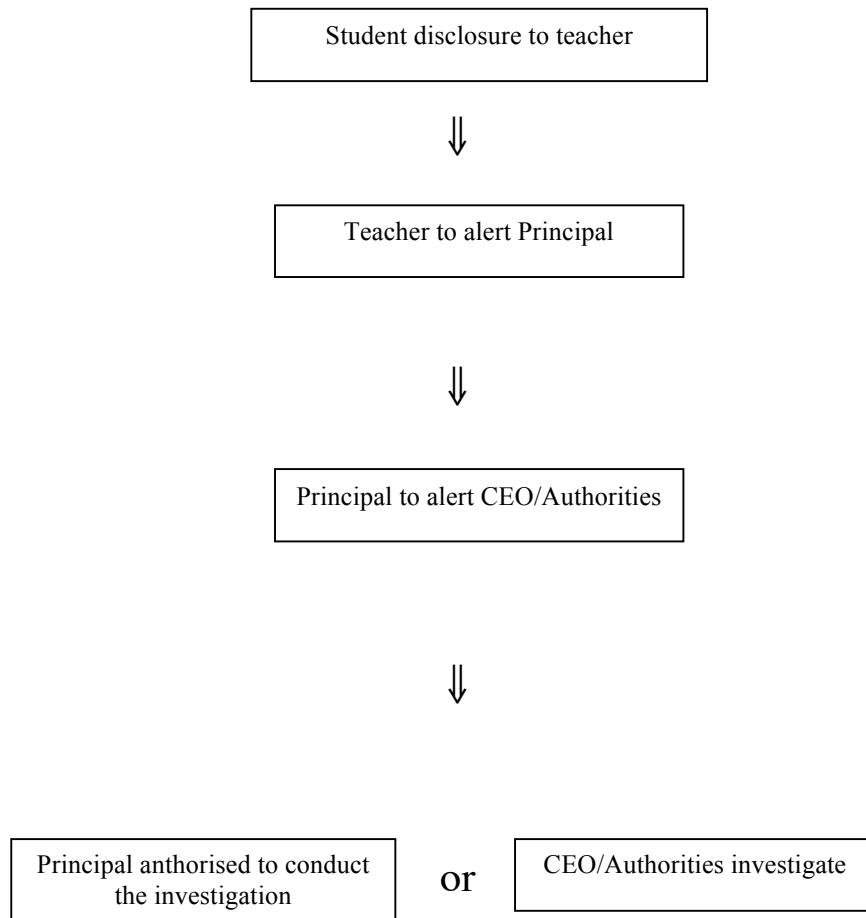 Student disclosure to teacher
⇓
Teacher to alert Principal
⇓
Principal to alert CEO/Authorities
⇓
Principal anthorised to conduct
the investigation
or
CEO/Authorities investigate